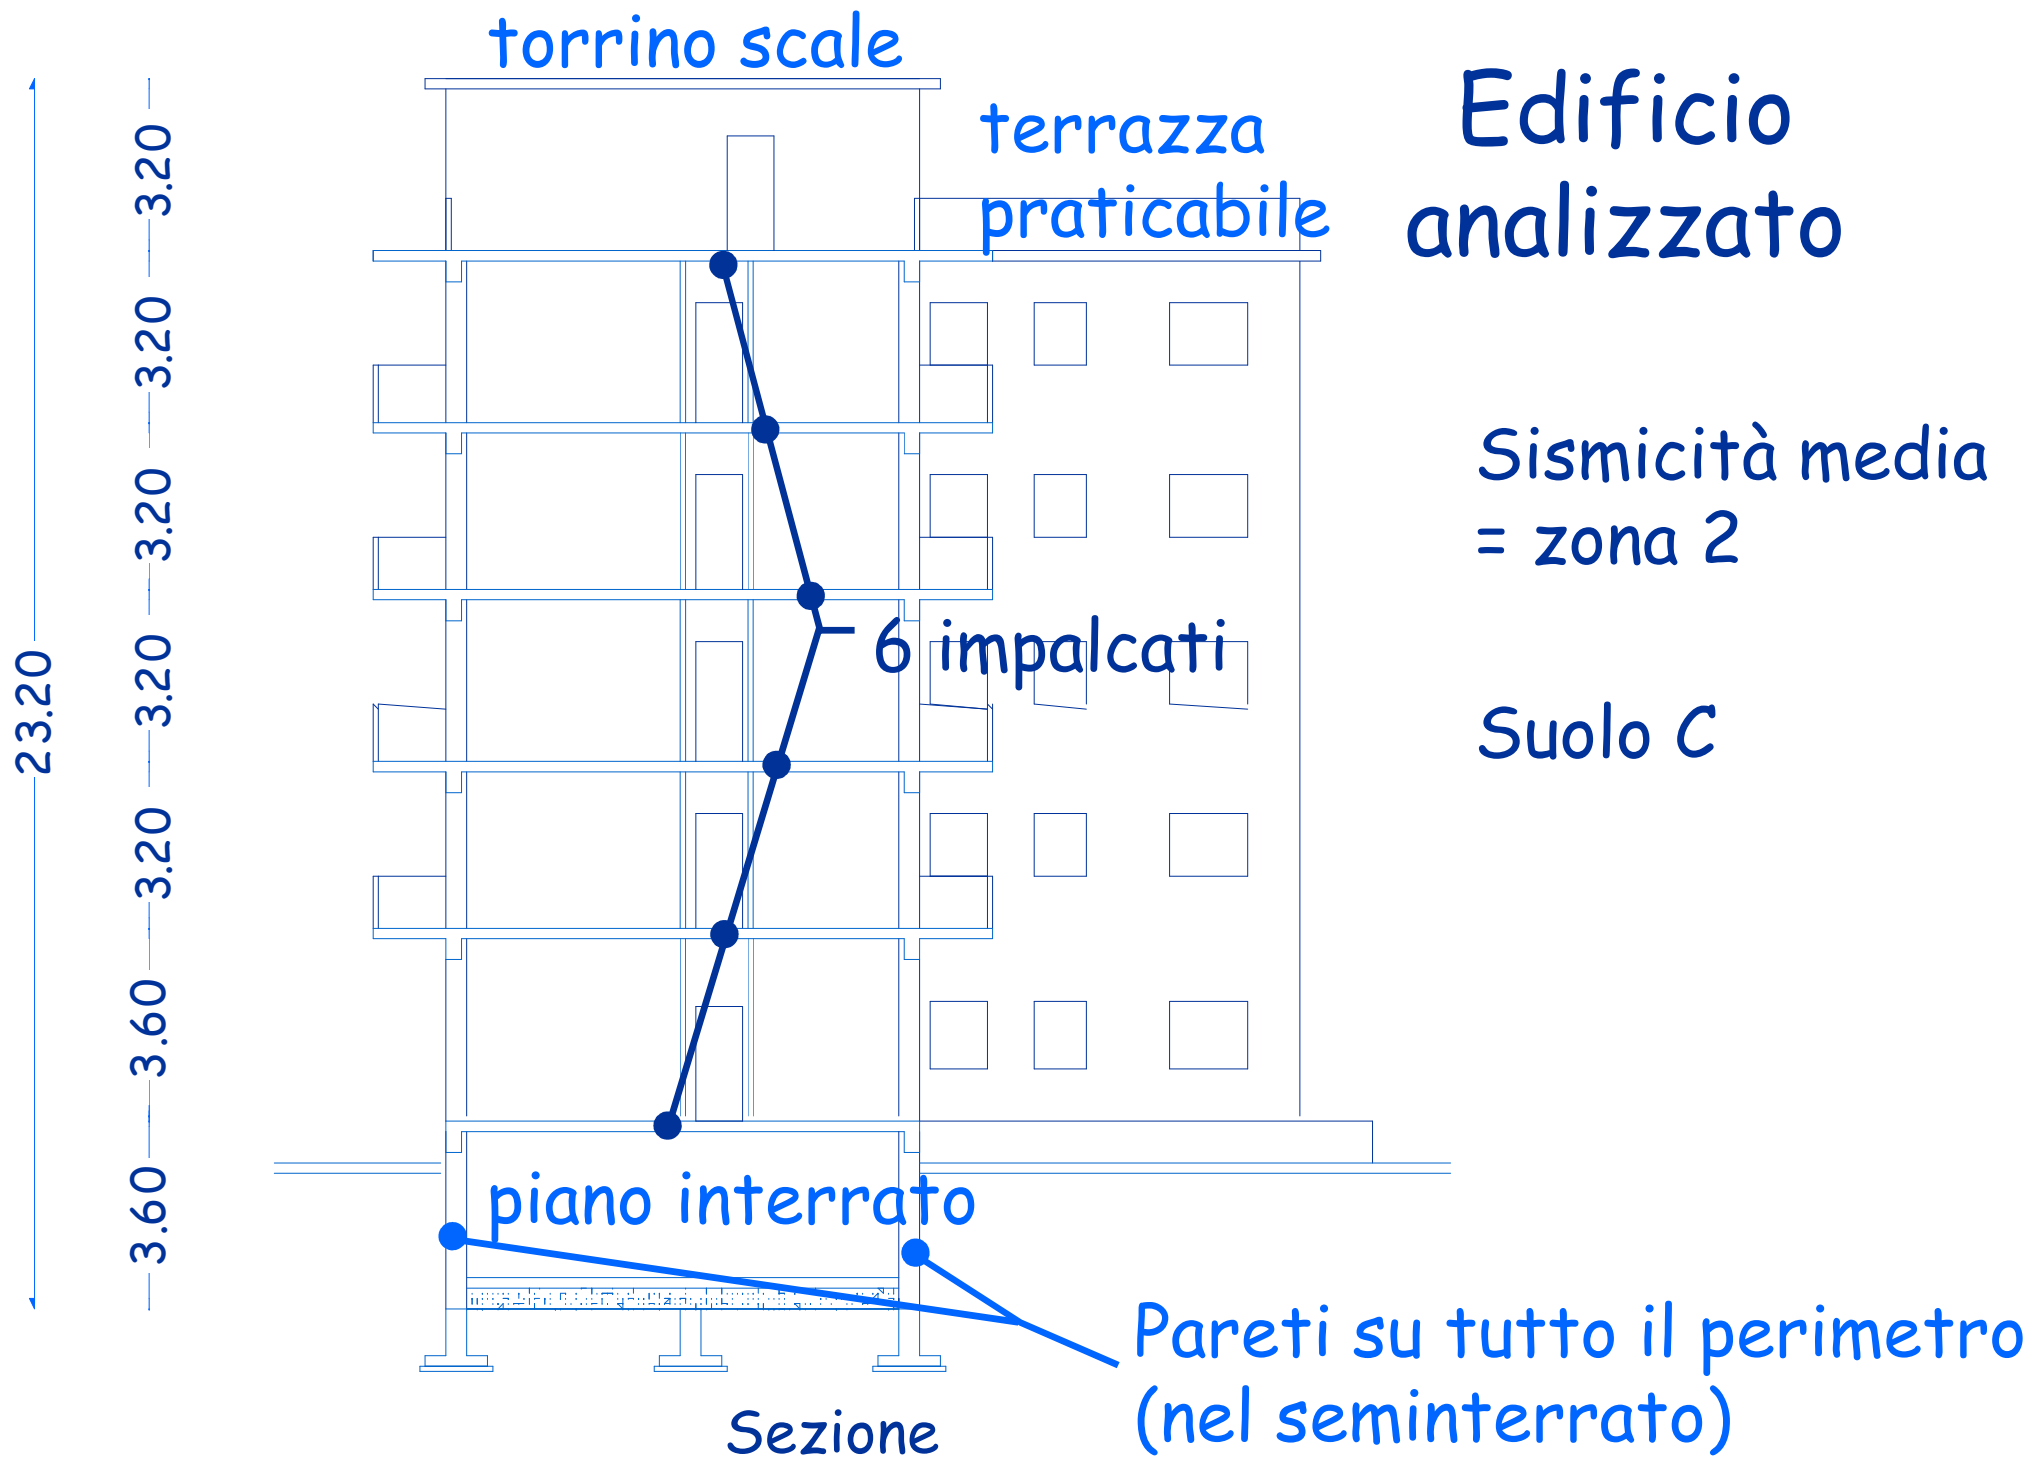 torrino scale
terrazza
praticabile
Edificio
analizzato
Sismicità media
= zona 2
6 impalcati
Suolo C
piano interrato
Pareti su tutto il perimetro
(nel seminterrato)
Sezione
23.20
3.20
3.20
3.20
3.20
3.20
3.60
3.60